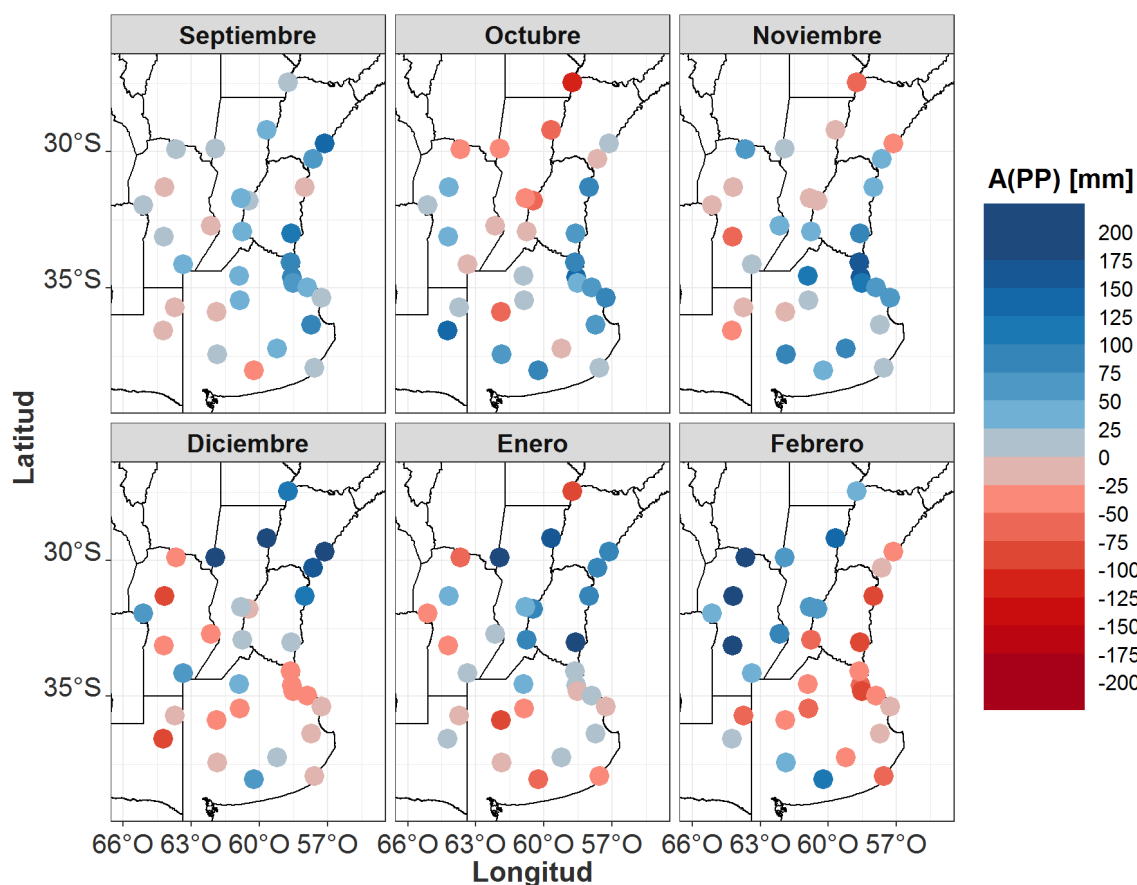 Septiembre
Octubre
Noviembre
30°S
35°S
Diciembre
Enero
Febrero
30°S
35°S
66°O 63°O 60°O 57°O
66°O 63°O 60°O 57°O
66°O 63°O 60°O 57°O
Longitud
Latitud
A(PP) [mm]
200
175
150
125
100
75
50
25
0
-25
-50
-75
-100
-125
-150
-175
-200